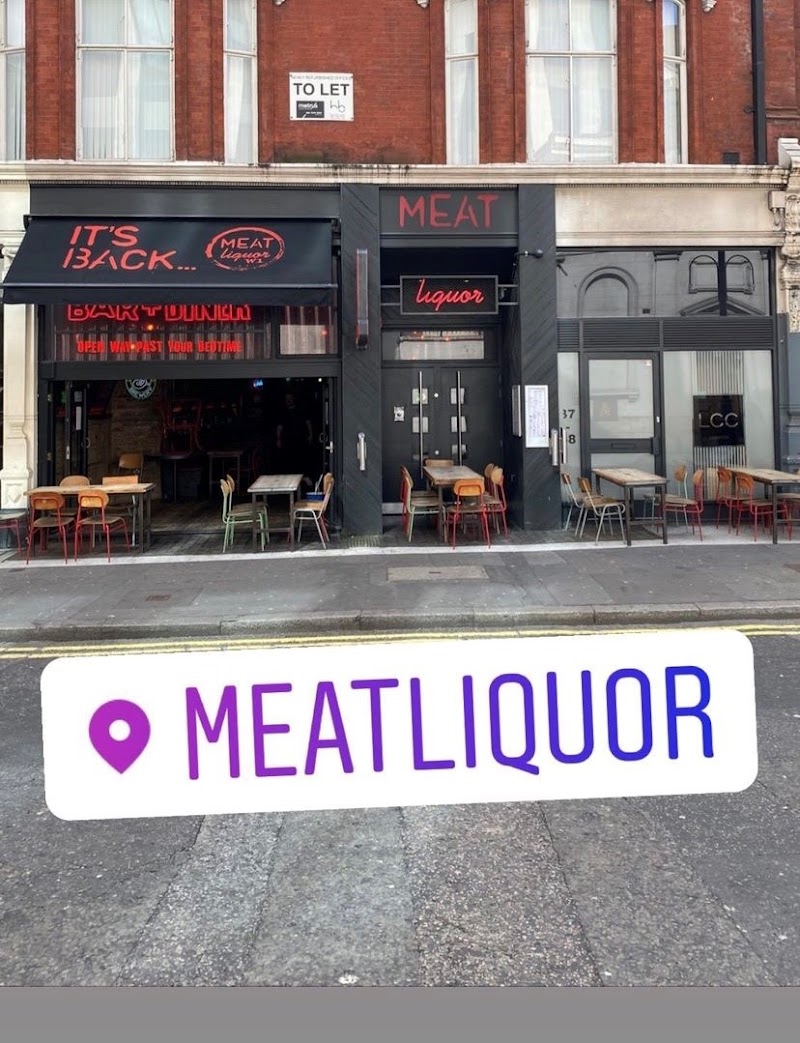 TO LET
IT'S
BACK...
MEAT
liquor
W1
MEAT
liquor
BAR + DINER
OPEN WAY PAST YOUR BEDTIME
LCC
37
-
38
MEATLIQUOR